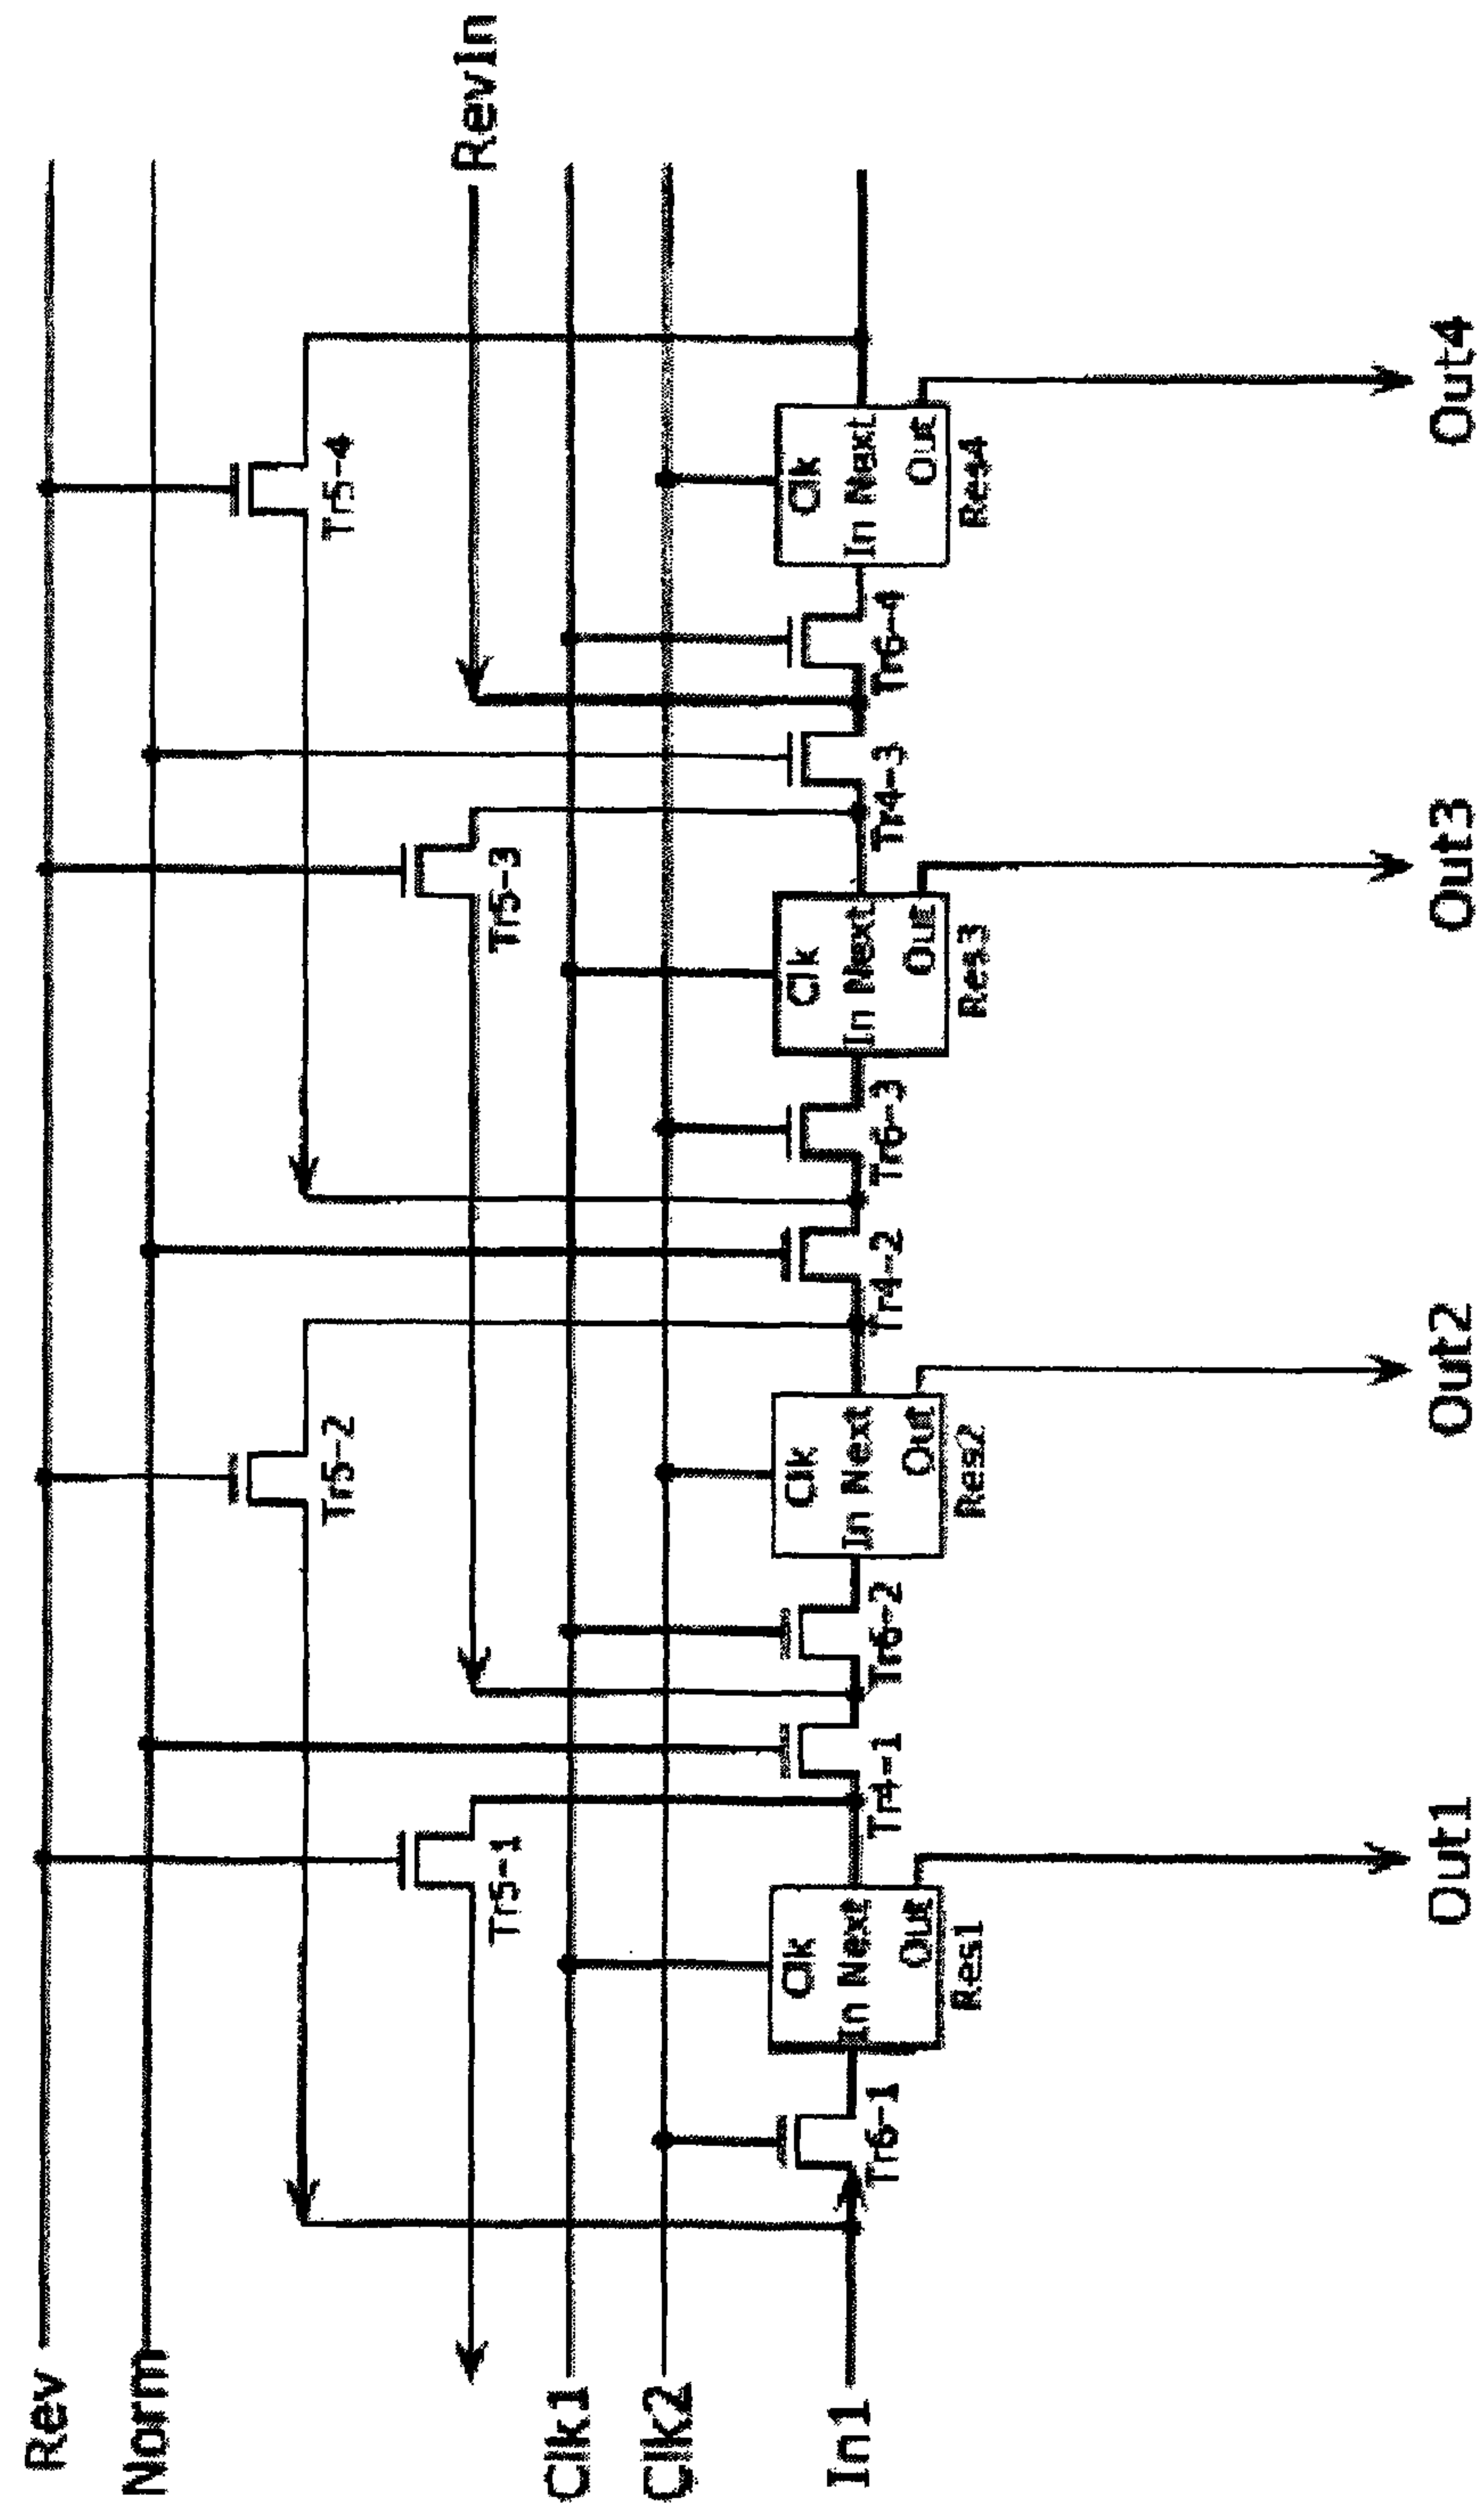 Rev
Norm
RevIn
Clk1
Clk2
In1
Tr5-1
Tr5-2
Tr5-3
Tr5-4
Tr6-1
Clk
In Next
Out
Res1
Tr4-1
Tr6-2
Clk
In Next
Out
Res2
Tr4-2
Tr6-3
Clk
In Next
Out
Res3
Tr4-3
Tr6-4
Clk
In Next
Out
Res4
Out1
Out2
Out3
Out4